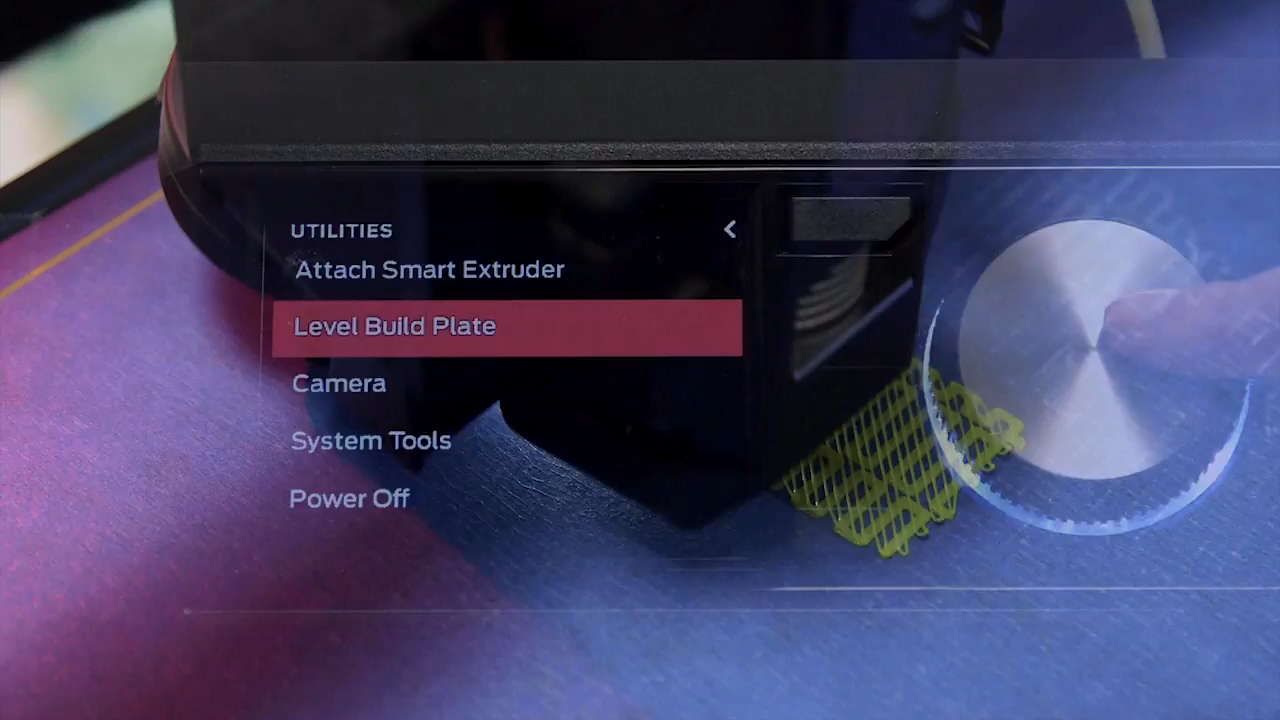 UTILITIES
Attach Smart Extruder
Level Build Plate
Camera
System Tools
Power Off